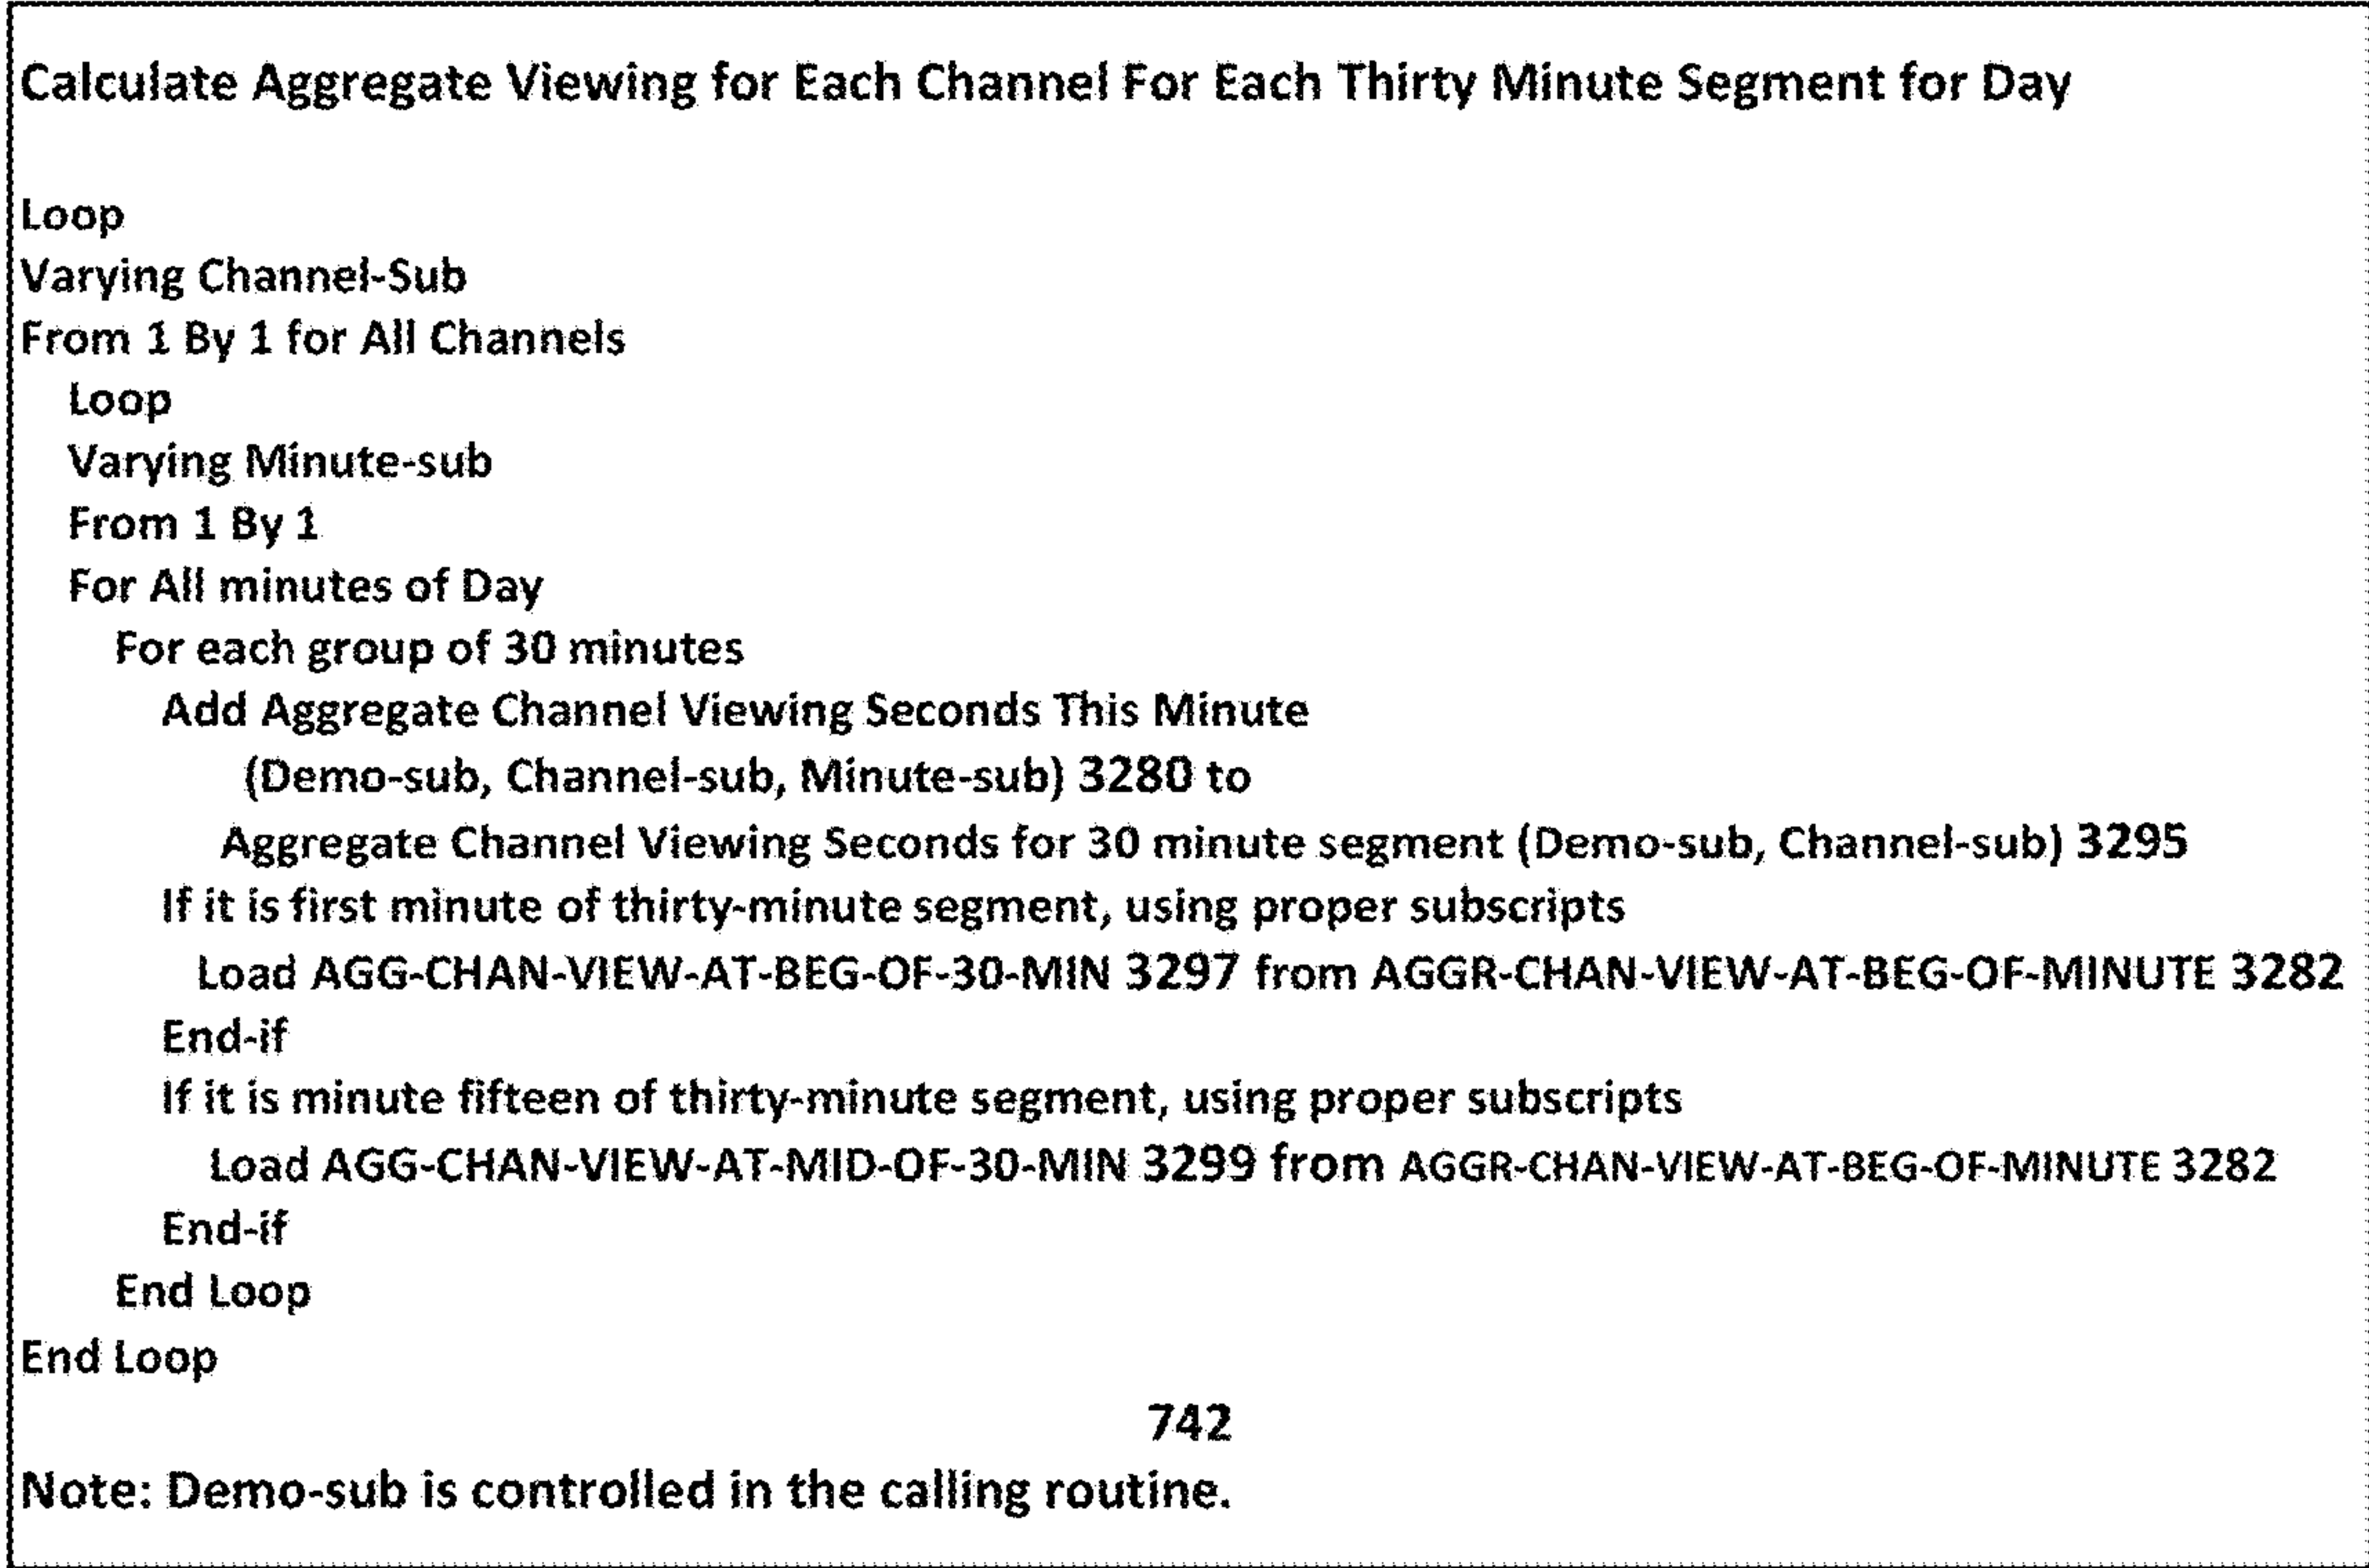 Calculate Aggregate Viewing for Each Channel For Each Thirty Minute Segment for Day
Loop
Varying Channel-Sub
From 1 By 1 for All Channels
Loop
Varying Minute-sub
From 1 By 1
For All minutes of Day
For each group of 30 minutes
Add Aggregate Channel Viewing Seconds This Minute
(Demo-sub, Channel-sub, Minute-sub) 3280 to
Aggregate Channel Viewing Seconds for 30 minute segment (Demo-sub, Channel-sub) 3295
If it is first minute of thirty-minute segment, using proper subscripts
Load AGG-CHAN-VIEW-AT-BEG-OF-30-MIN 3297 from AGGR-CHAN-VIEW-AT-BEG-OF-MINUTE 3282
End-if
If it is minute fifteen of thirty-minute segment, using proper subscripts
Load AGG-CHAN-VIEW-AT-MID-OF-30-MIN 3299 from AGGR-CHAN-VIEW-AT-BEG-OF-MINUTE 3282
End-if
End Loop
End Loop
742
Note: Demo-sub is controlled in the calling routine.